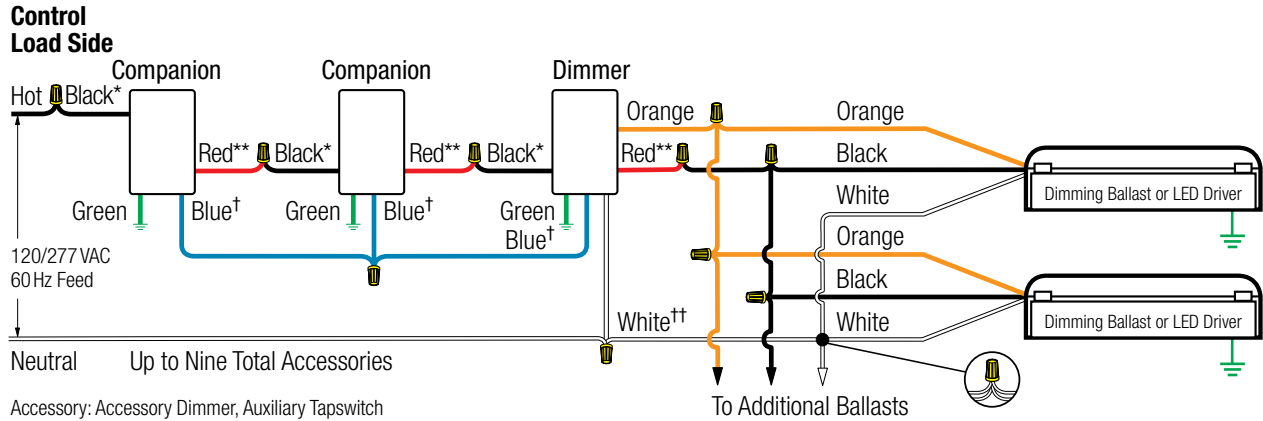 Control
Load Side
Companion
Companion
Dimmer
Hot
Black*
Orange
Orange
Red**
Black*
Red**
Black*
Red**
Black
Dimming Ballast or LED Driver
White
Green
Blue†
Green
Blue†
Green
Blue†
Orange
120/277 VAC
60 Hz Feed
Black
White††
White
Dimming Ballast or LED Driver
Neutral
Up to Nine Total Accessories
To Additional Ballasts
Accessory: Accessory Dimmer, Auxiliary Tapswitch